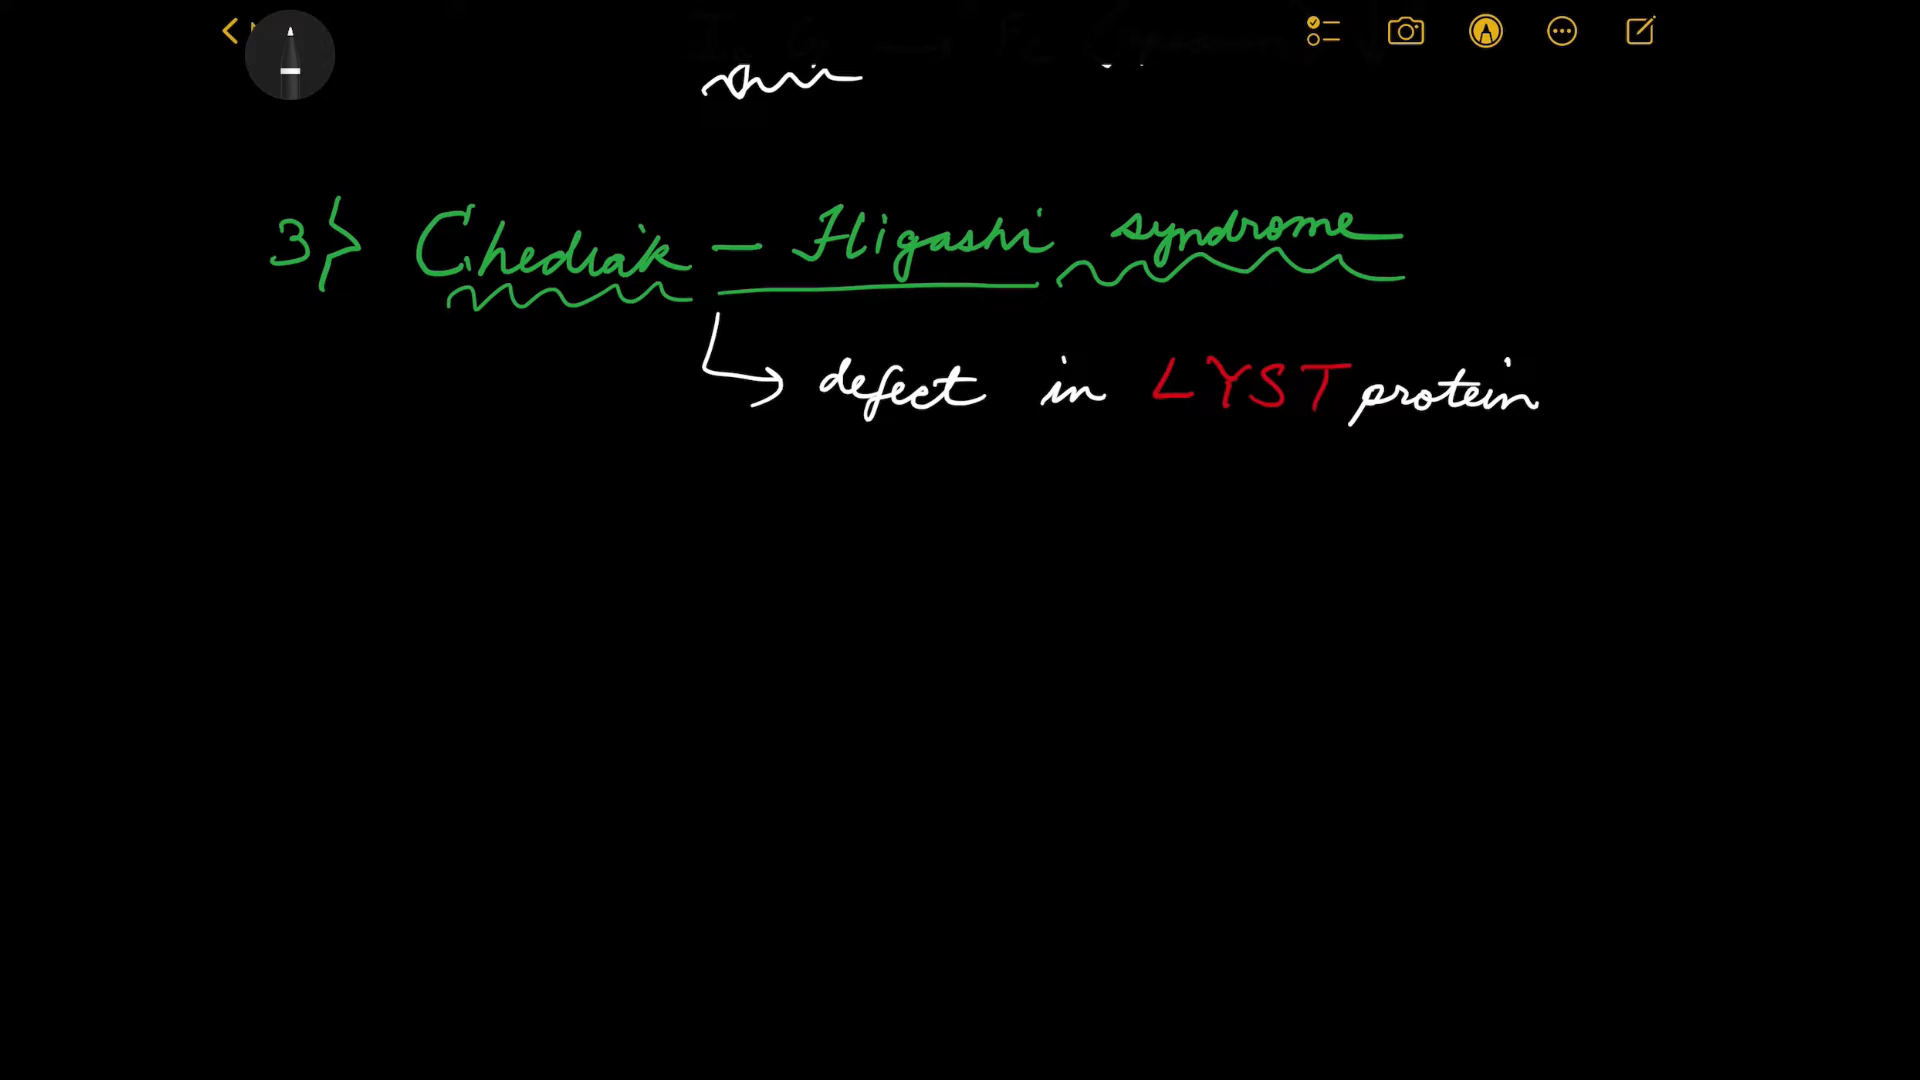 3} Chediak - Higashi syndrome
defect in LYST protein